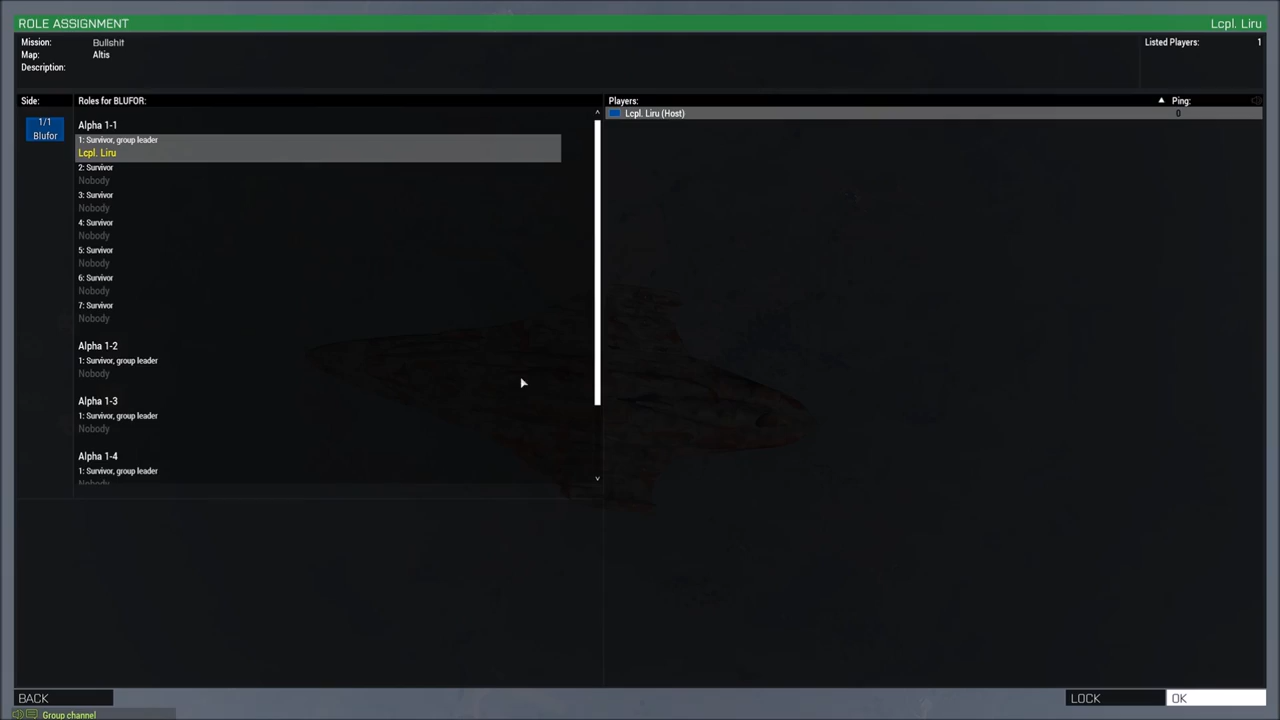 ROLE ASSIGNMENT
Lcpl. Liru
Mission: Bullshit
Map: Altis
Description:
Listed Players: 1
Side:
1/1
Blufor
Roles for BLUFOR:
Alpha 1-1
1: Survivor, group leader
Lcpl. Liru
2: Survivor
Nobody
3: Survivor
Nobody
4: Survivor
Nobody
5: Survivor
Nobody
6: Survivor
Nobody
7: Survivor
Nobody
Alpha 1-2
1: Survivor, group leader
Nobody
Alpha 1-3
1: Survivor, group leader
Nobody
Alpha 1-4
1: Survivor, group leader
Nobody
Players:
Ping:
Lcpl. Liru (Host)
0
BACK
LOCK
OK
Group channel